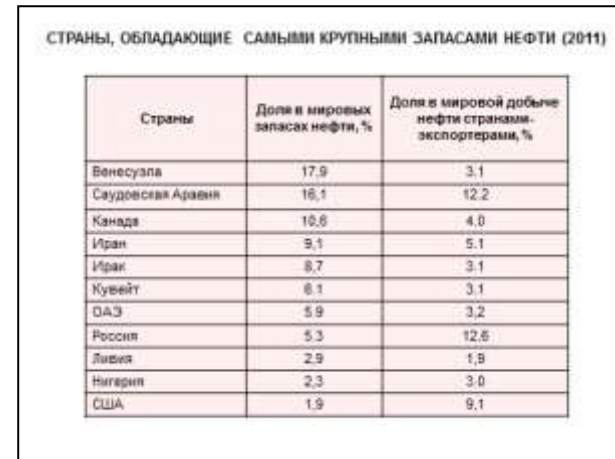 СТРАНЫ, ОБЛАДАЮЩИЕ САМЫМИ КРУПНЫМИ ЗАПАСАМИ НЕФТИ (2011)
Страны Доля в мировых запасах нефти, % Доля в мировой добыче нефти странами-экспортерами, %
Венесуэла 17,9 3.1
Саудовская Аравия 16,1 12.2
Канада 10,6 4.0
Иран 9,1 5.1
Ирак 8,7 3.1
Кувейт 6.1 3.1
ОАЭ 5.9 3,2
Россия 5.3 12,6
Ливия 2,9 1,9
Нигерия 2,3 3.0
США 1,9 9,1